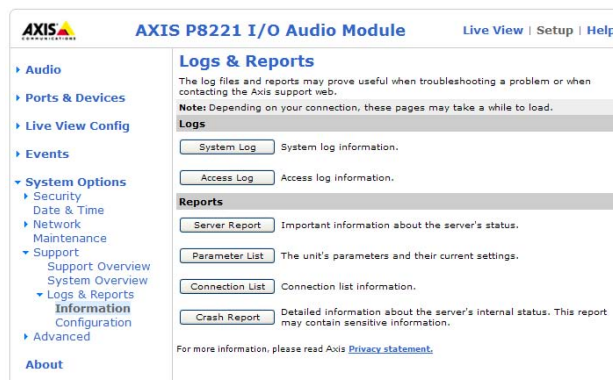 AXIS
COMMUNICATIONS
AXIS P8221 I/O Audio Module
Live View | Setup | Help
Audio
Ports & Devices
Live View Config
Events
System Options
Security
Date & Time
Network
Maintenance
Support
Support Overview
System Overview
Logs & Reports
Information
Configuration
Advanced
About
Logs & Reports
The log files and reports may prove useful when troubleshooting a problem or when
contacting the Axis support web.
Note: Depending on your connection, these pages may take a while to load.
Logs
System Log System log information.
Access Log Access log information.
Reports
Server Report Important information about the server's status.
Parameter List The unit's parameters and their current settings.
Connection List Connection list information.
Crash Report Detailed information about the server's internal status. This report
may contain sensitive information.
For more information, please read Axis Privacy statement.